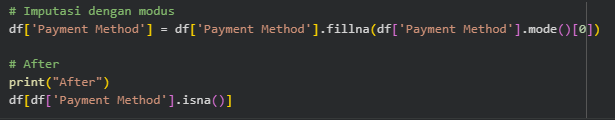 # Imputasi dengan modus
df['Payment Method'] = df['Payment Method'].fillna(df['Payment Method'].mode()[0])
# After
print("After")
df[df['Payment Method'].isna()]